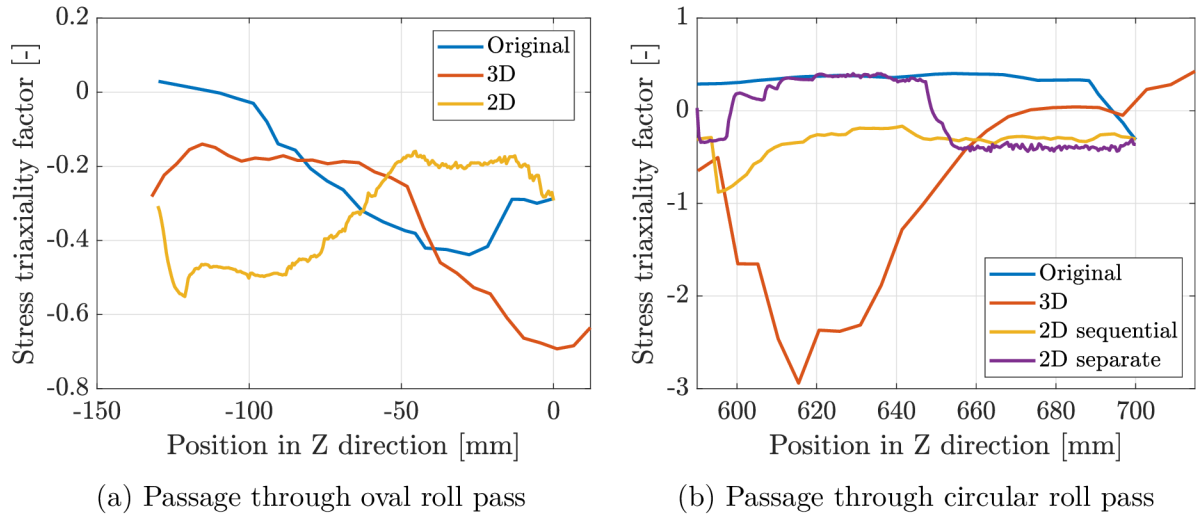 Stress triaxiality factor [-]
0.2
0
-0.2
-0.4
-0.6
-0.8
-150
-100
-50
0
Position in Z direction [mm]
Original
3D
2D
(a) Passage through oval roll pass
Stress triaxiality factor [-]
1
0
-1
-2
-3
600
620
640
660
680
700
Position in Z direction [mm]
Original
3D
2D sequential
2D separate
(b) Passage through circular roll pass